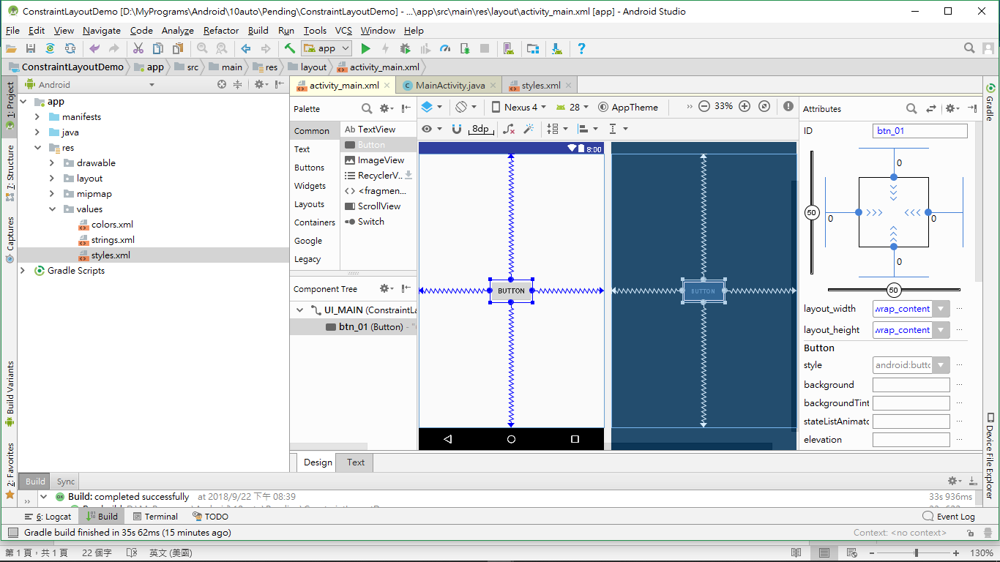 ConstraintLayoutDemo [D:\MyPrograms\Android\10auto\Pending\ConstraintLayoutDemo] - ...\app\src\main\res\layout\activity_main.xml [app] - Android Studio
File Edit View Navigate Code Analyze Refactor Build Run Tools VCS Window Help
app
ConstraintLayoutDemo app src main res layout activity_main.xml
1: Project
7: Structure
Captures
Build Variants
2: Favorites
Android
app
manifests
java
res
drawable
layout
mipmap
values
colors.xml
strings.xml
styles.xml
Gradle Scripts
activity_main.xml MainActivity.java styles.xml
Palette
Common
Text
Buttons
Widgets
Layouts
Containers
Google
Legacy
Ab TextView
Button
ImageView
RecyclerV...
<fragmen...
ScrollView
Switch
Component Tree
UI_MAIN (ConstraintLa
btn_01 (Button) - "
Nexus 4 28 AppTheme 33%
8dp
8:00
BUTTON
BUTTON
Attributes
ID btn_01
0
50 0 0
0
50
layout_width wrap_content
layout_height wrap_content
Button
style android:butto
background
backgroundTint
stateListAnimato
elevation
Gradle
Device File Explorer
Design Text
Build Sync
OK Build: completed successfully at 2018/9/22 下午 08:39 33s 936ms
6: Logcat Build Terminal TODO Event Log
Gradle build finished in 35s 62ms (15 minutes ago) Context: <no context>
第 1 頁，共 1 頁 22 個字 英文 (美國) 130%